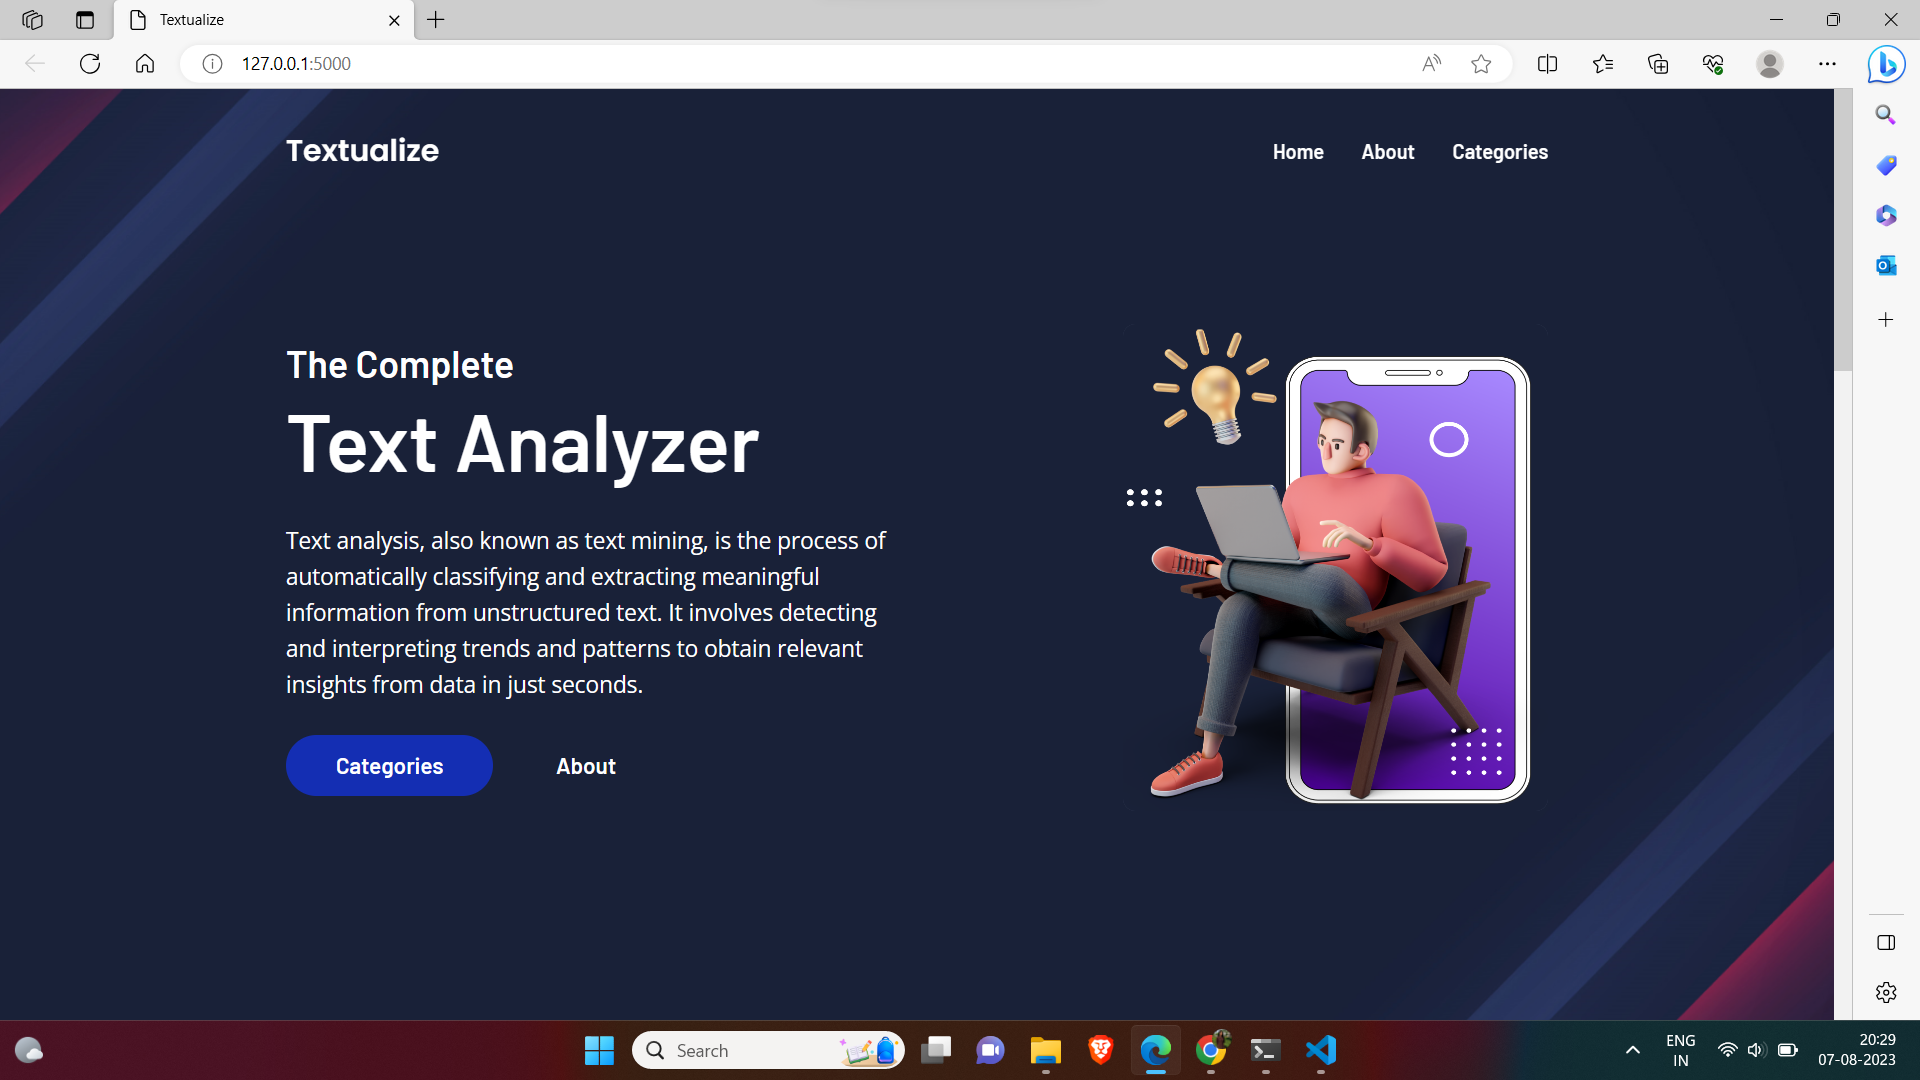 Textualize
127.0.0.1:5000
Textualize
Home
About
Categories
The Complete
Text Analyzer
Text analysis, also known as text mining, is the process of
automatically classifying and extracting meaningful
information from unstructured text. It involves detecting
and interpreting trends and patterns to obtain relevant
insights from data in just seconds.
Categories
About
Search
ENG
IN
20:29
07-08-2023